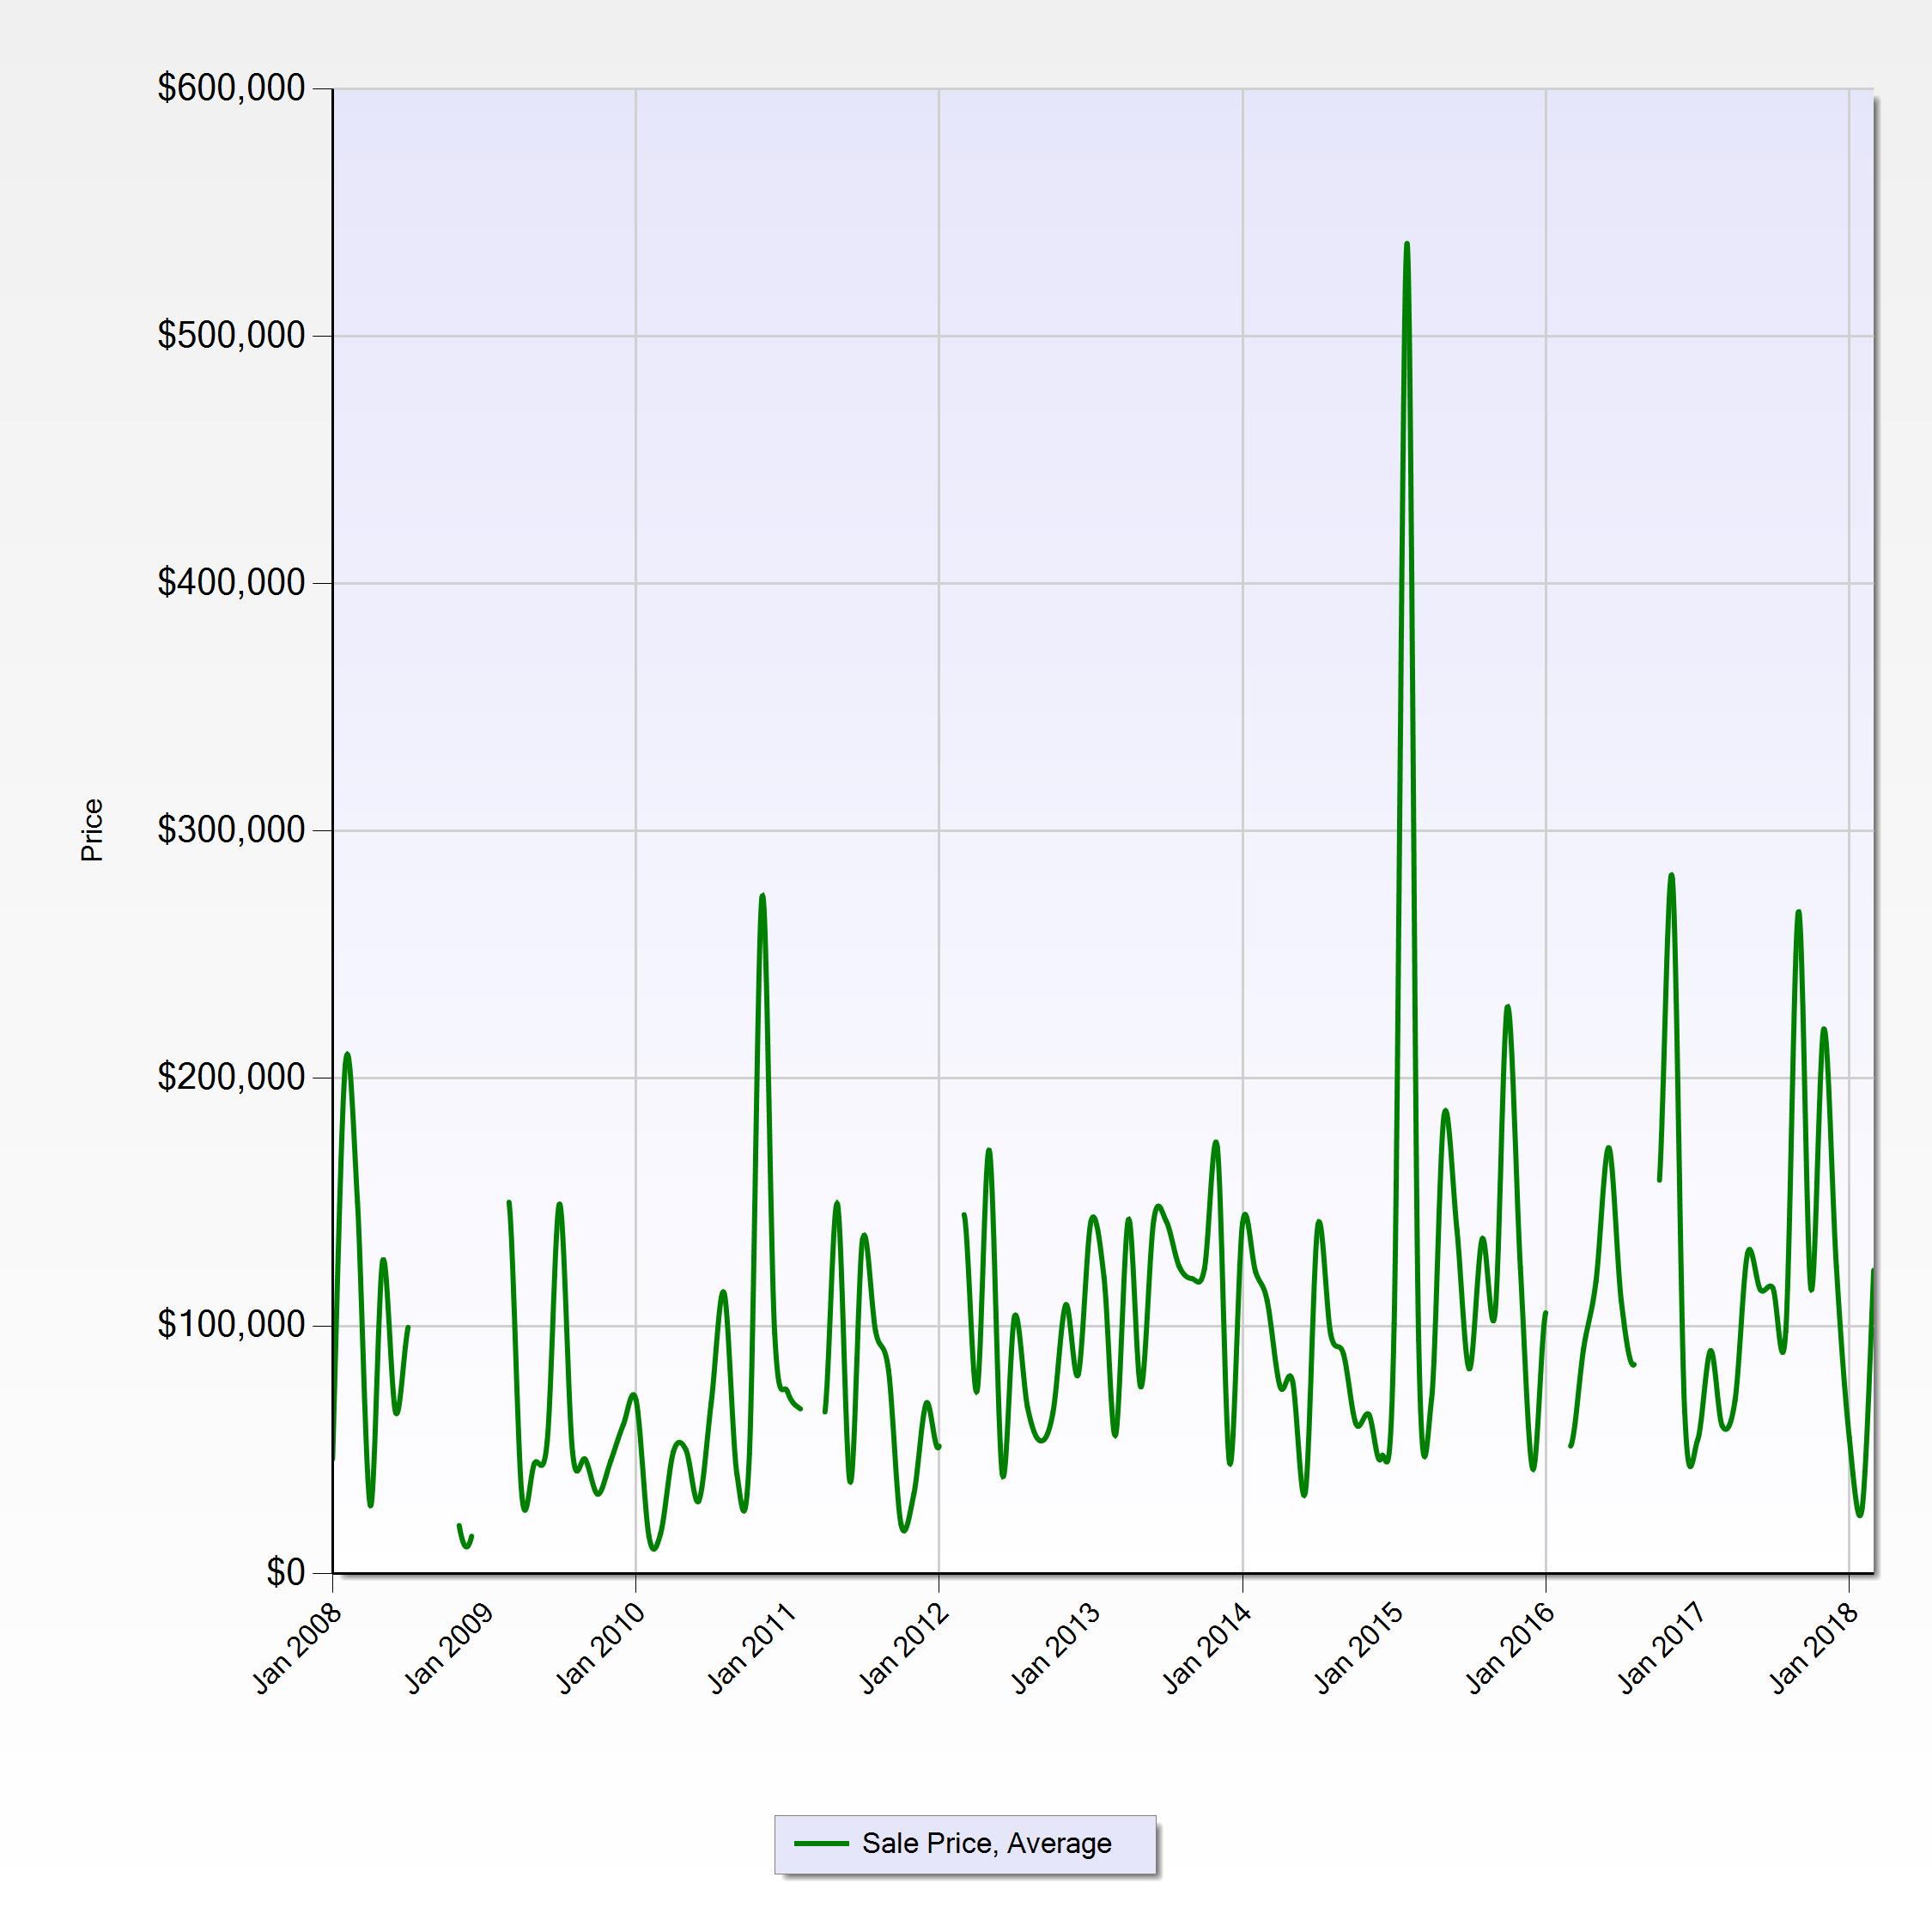 $600,000
$500,000
$400,000
$300,000
$200,000
$100,000
$0
Price
Jan 2008
Jan 2009
Jan 2010
Jan 2011
Jan 2012
Jan 2013
Jan 2014
Jan 2015
Jan 2016
Jan 2017
Jan 2018
Sale Price, Average